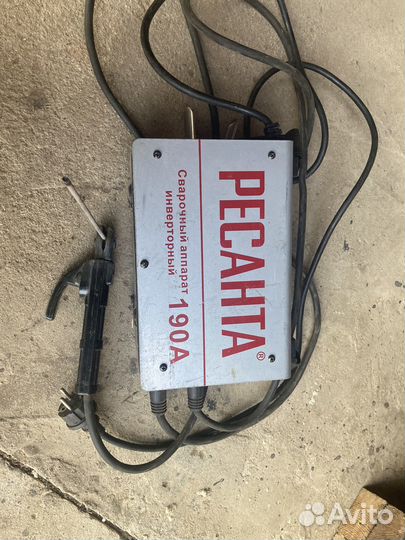 РЕСАНТА®
Сварочный аппарат
инверторный 190А
Avito